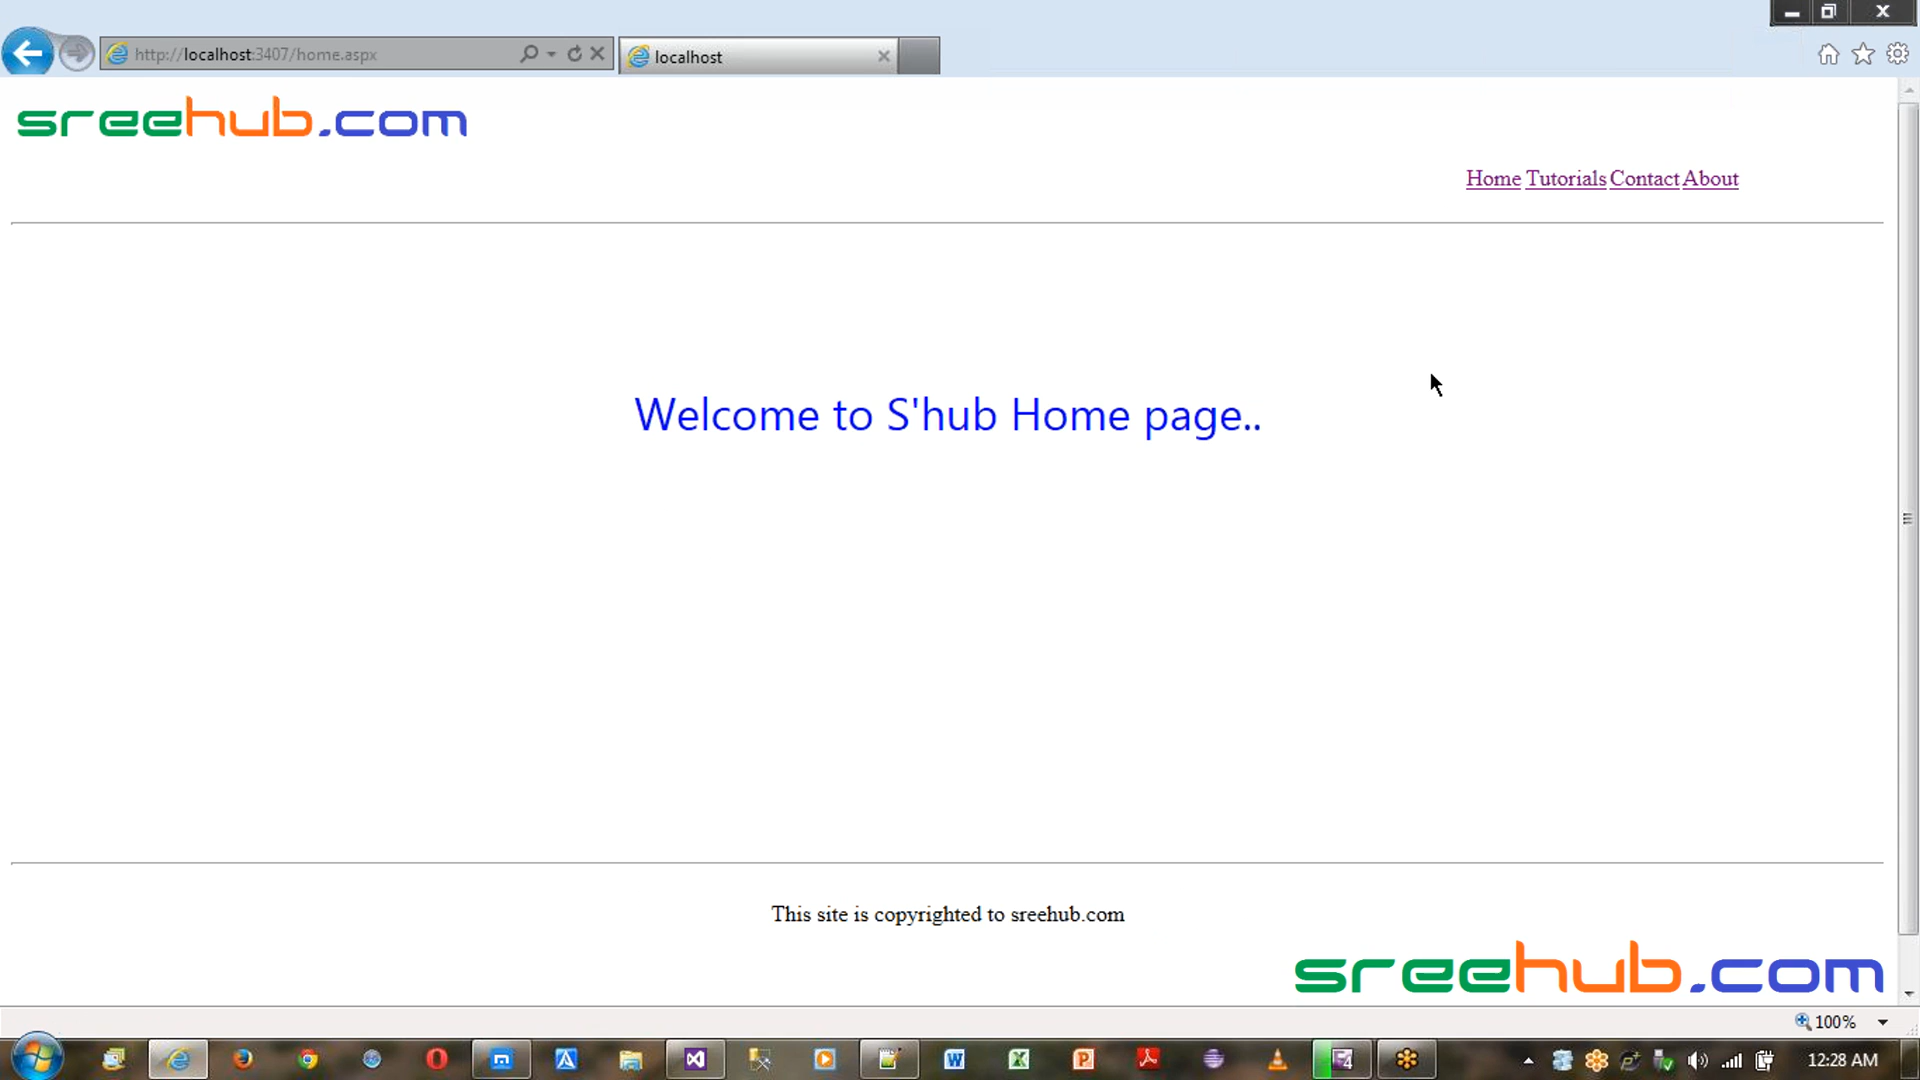 http://localhost:3407/home.aspx
localhost
sreehub.com
Home Tutorials Contact About
Welcome to S'hub Home page..
This site is copyrighted to sreehub.com
sreehub.com
100%
12:28 AM